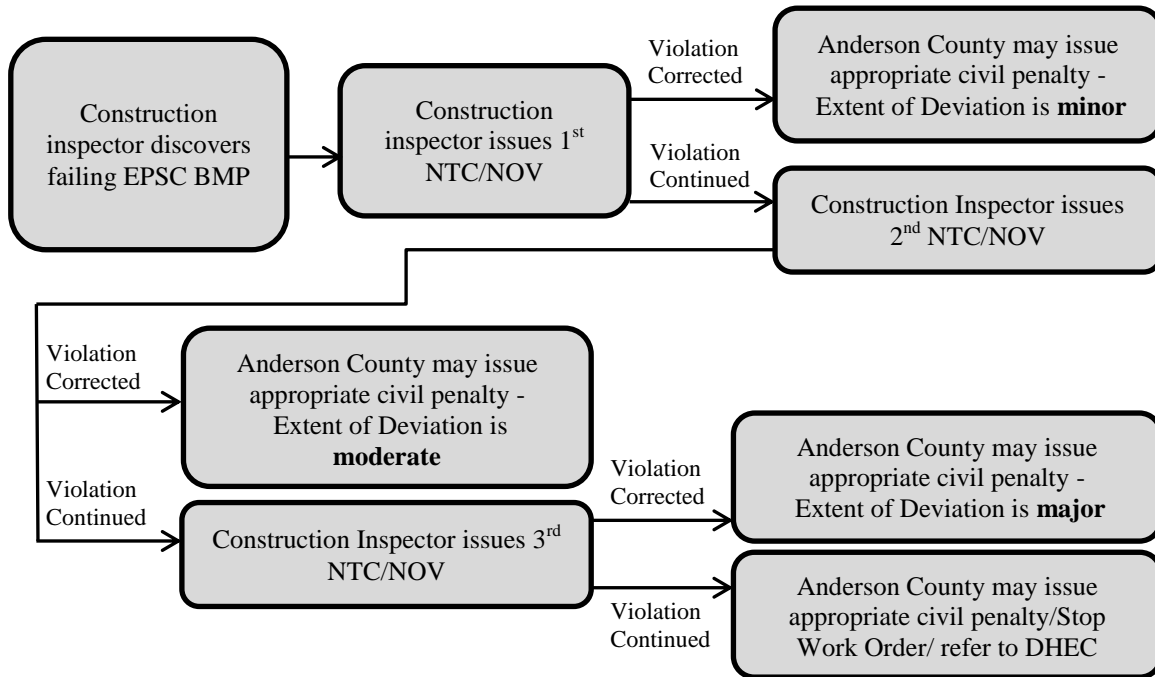 Construction
inspector discovers
failing EPSC BMP
Construction
inspector issues 1st
NTC/NOV
Violation
Corrected
Anderson County may issue
appropriate civil penalty -
Extent of Deviation is minor
Violation
Continued
Construction Inspector issues
2nd NTC/NOV
Violation
Corrected
Anderson County may issue
appropriate civil penalty -
Extent of Deviation is
moderate
Violation
Continued
Construction Inspector issues 3rd
NTC/NOV
Violation
Corrected
Anderson County may issue
appropriate civil penalty -
Extent of Deviation is major
Violation
Continued
Anderson County may issue
appropriate civil penalty/Stop
Work Order/ refer to DHEC